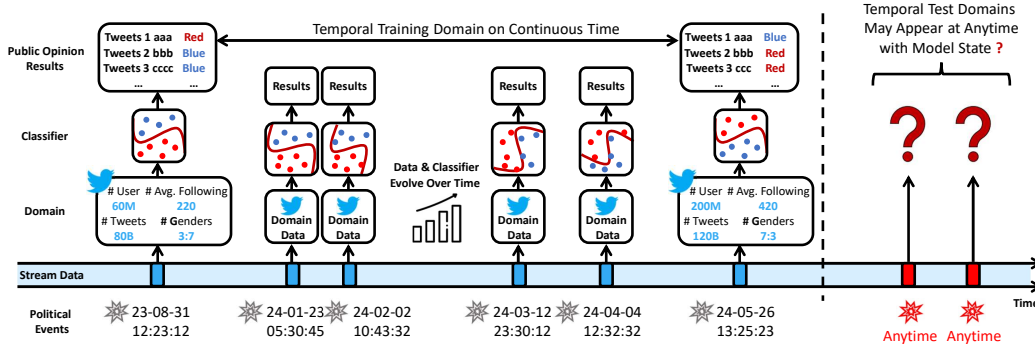 Public Opinion
Results
Tweets 1 aaa Red
Tweets 2 bbb Blue
Tweets 3 cccc Blue
... ...
Temporal Training Domain on Continuous Time
Tweets 1 aaa Blue
Tweets 2 bbb Red
Tweets 3 ccc Red
... ...
Temporal Test Domains
May Appear at Anytime
with Model State ?
Results
Results
Results
Results
Classifier
? ?
Data & Classifier
Evolve Over Time
Domain
# User # Avg. Following
60M 220
# Tweets # Genders
80B 3:7
Domain
Data
Domain
Data
Domain
Data
Domain
Data
# User # Avg. Following
200M 420
# Tweets # Genders
120B 7:3
Stream Data
Time
Political
Events
23-08-31
12:23:12
24-01-23
05:30:45
24-02-02
10:43:32
24-03-12
23:30:12
24-04-04
12:32:32
24-05-26
13:25:23
Anytime
Anytime